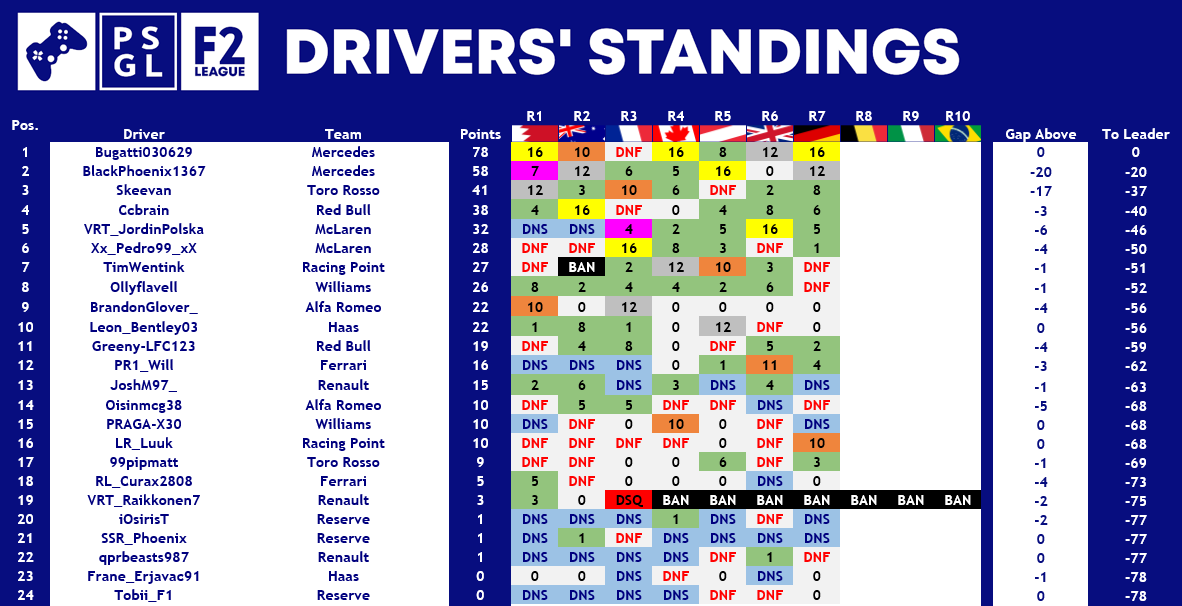 PS
GL
F2
LEAGUE
DRIVERS' STANDINGS
Pos. Driver Team Points R1 R2 R3 R4 R5 R6 R7 R8 R9 R10 Gap Above To Leader
1 Bugatti030629 Mercedes 78 16 10 DNF 16 8 12 16 0 0
2 BlackPhoenix1367 Mercedes 58 7 12 6 5 16 0 12 -20 -20
3 Skeevan Toro Rosso 41 12 3 10 6 DNF 2 8 -17 -37
4 Ccbrain Red Bull 38 4 16 DNF 0 4 8 6 -3 -40
5 VRT_JordinPolska McLaren 32 DNS DNS 4 2 5 16 5 -6 -46
6 Xx_Pedro99_xX McLaren 28 DNF DNF 16 8 3 DNF 1 -4 -50
7 TimWentink Racing Point 27 DNF BAN 2 12 10 3 DNF -1 -51
8 Ollyflavell Williams 26 8 2 4 4 2 6 DNF -1 -52
9 BrandonGlover_ Alfa Romeo 22 10 0 12 0 0 0 0 -4 -56
10 Leon_Bentley03 Haas 22 1 8 1 0 12 DNF 0 0 -56
11 Greeny-LFC123 Red Bull 19 DNF 4 8 0 DNF 5 2 -4 -59
12 PR1_Will Ferrari 16 DNS DNS DNS 0 1 11 4 -3 -62
13 JoshM97_ Renault 15 2 6 DNS 3 DNS 4 DNS -1 -63
14 Oisinmcg38 Alfa Romeo 10 DNF 5 5 DNF DNF DNS DNF -5 -68
15 PRAGA-X30 Williams 10 DNS DNF 0 10 0 DNF DNS 0 -68
16 LR_Luuk Racing Point 10 DNF DNF DNF DNF 0 DNF 10 0 -68
17 99pipmatt Toro Rosso 9 DNF DNF 0 0 6 DNF 3 -1 -69
18 RL_Curax2808 Ferrari 5 5 DNF 0 0 0 DNS 0 -4 -73
19 VRT_Raikkonen7 Renault 3 3 0 DSQ BAN BAN BAN BAN BAN BAN BAN -2 -75
20 iOsirisT Reserve 1 DNS DNS DNS 1 DNS DNF DNS -2 -77
21 SSR_Phoenix Reserve 1 DNS 1 DNF DNS DNS DNS DNS 0 -77
22 qprbeasts987 Renault 1 DNS DNS DNS DNS DNF 1 DNF 0 -77
23 Frane_Erjavac91 Haas 0 0 0 DNS DNF 0 DNS 0 -1 -78
24 Tobii_F1 Reserve 0 DNS DNS DNS DNS DNF DNF 0 0 -78